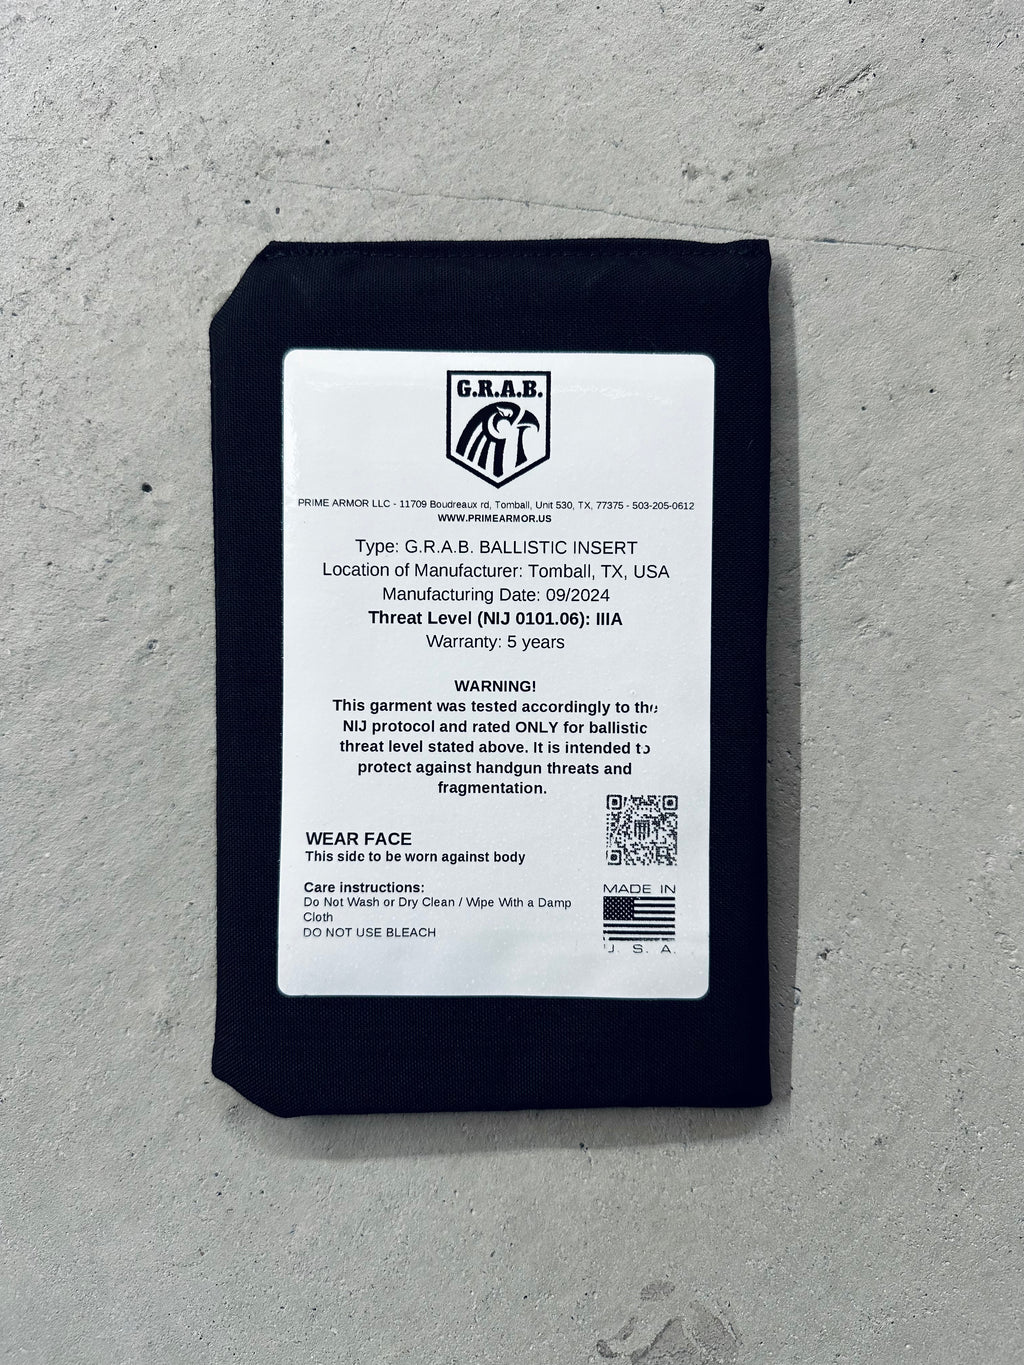 G.R.A.B.
PRIME ARMOR LLC - 11709 Boudreaux rd, Tomball, Unit 530, TX, 77375 - 503-205-0612
WWW.PRIMEARMOR.US
Type: G.R.A.B. BALLISTIC INSERT
Location of Manufacturer: Tomball, TX, USA
Manufacturing Date: 09/2024
Threat Level (NIJ 0101.06): IIIA
Warranty: 5 years
WARNING!
This garment was tested accordingly to the
NIJ protocol and rated ONLY for ballistic
threat level stated above. It is intended to
protect against handgun threats and
fragmentation.
WEAR FACE
This side to be worn against body
Care instructions:
Do Not Wash or Dry Clean / Wipe With a Damp
Cloth
DO NOT USE BLEACH
MADE IN
U. S. A.